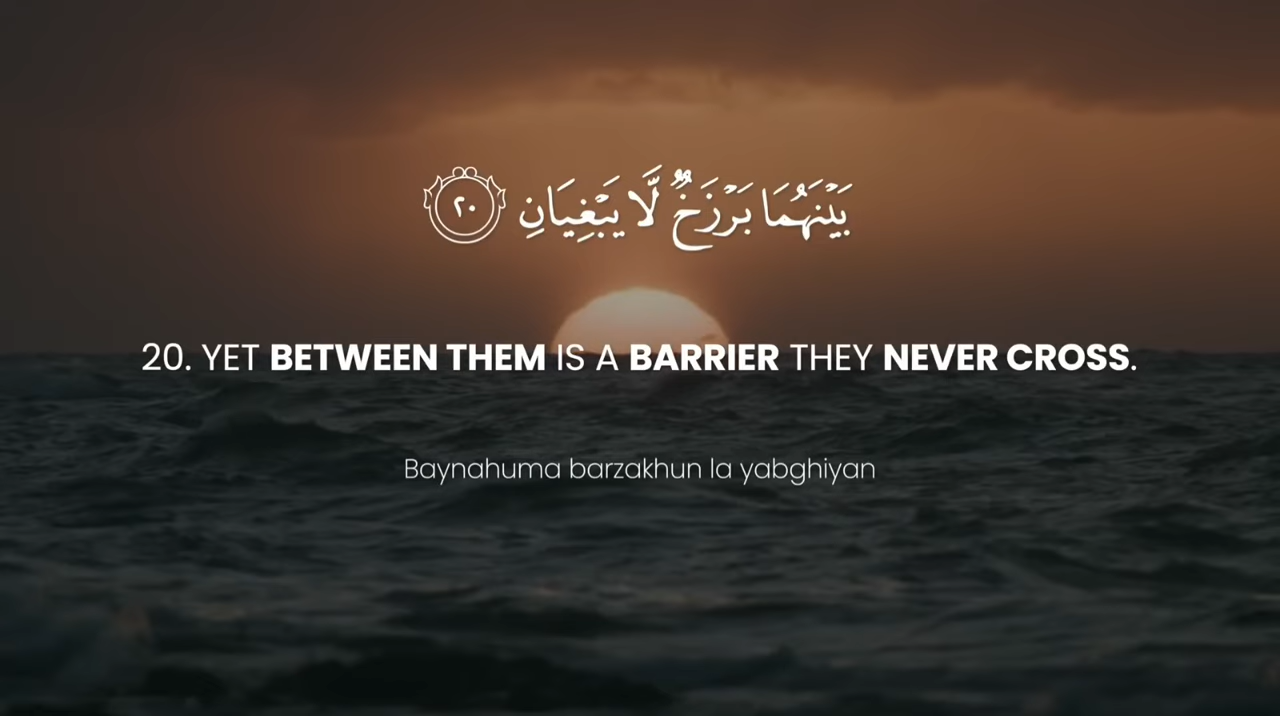 بَيْنَهُمَا بَرْزَخٌ لَّا يَبْغِيَانِ ٢٠
20. YET BETWEEN THEM IS A BARRIER THEY NEVER CROSS.
Baynahuma barzakhun la yabghiyan